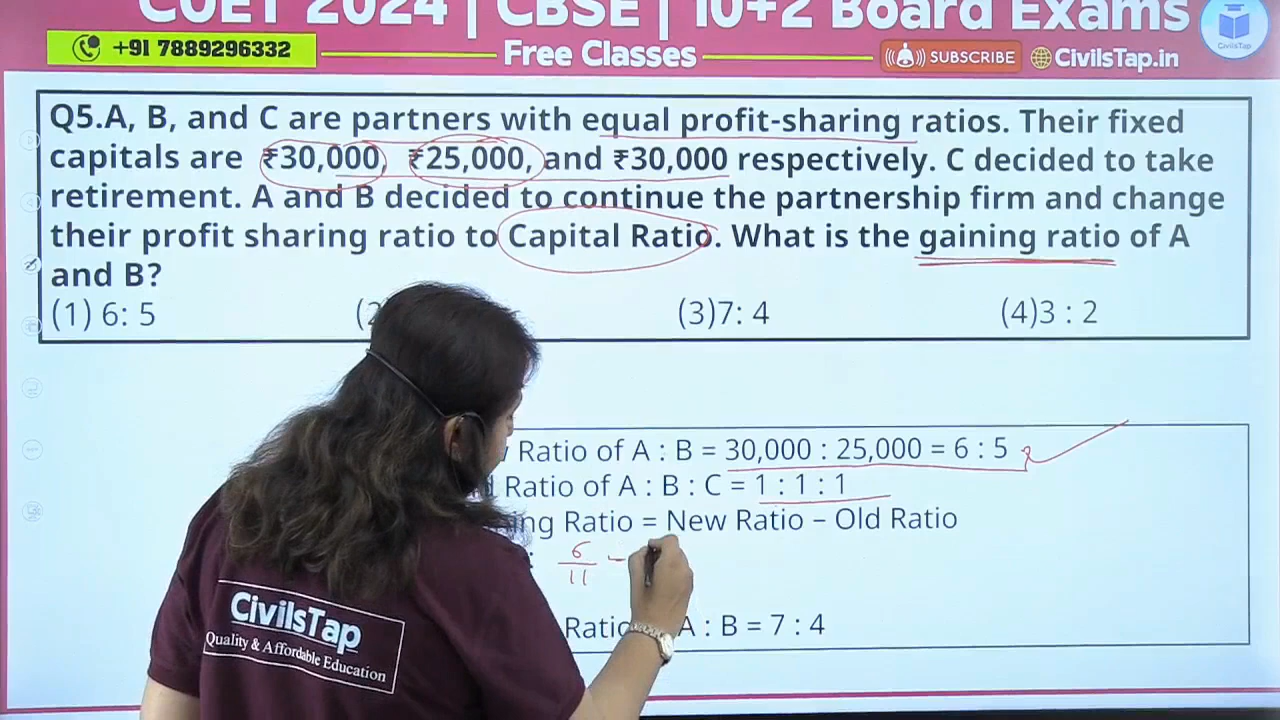 CUET 2024 | CBSE | 10+2 Board Exams
+91 7889296332
Free Classes
SUBSCRIBE
CivilsTap.in
CivilsTap
Q5.A, B, and C are partners with equal profit-sharing ratios. Their fixed
capitals are ₹30,000, ₹25,000, and ₹30,000 respectively. C decided to take
retirement. A and B decided to continue the partnership firm and change
their profit sharing ratio to Capital Ratio. What is the gaining ratio of A
and B?
(1) 6: 5 (2 (3)7: 4 (4)3 : 2
Ratio of A : B = 30,000 : 25,000 = 6 : 5
Ratio of A : B : C = 1 : 1 : 1
Ratio = New Ratio – Old Ratio
: 6/11 –
Ratio A : B = 7 : 4
CivilsTap
Quality & Affordable Education